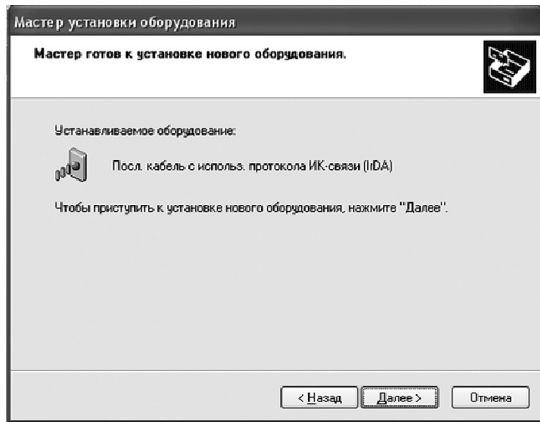 Мастер установки оборудования
Мастер готов к установке нового оборудования.
Устанавливаемое оборудование:
Посл. кабель с использ. протокола ИК-связи (IrDA)
Чтобы приступить к установке нового оборудования, нажмите "Далее".
< Назад
Далее >
Отмена